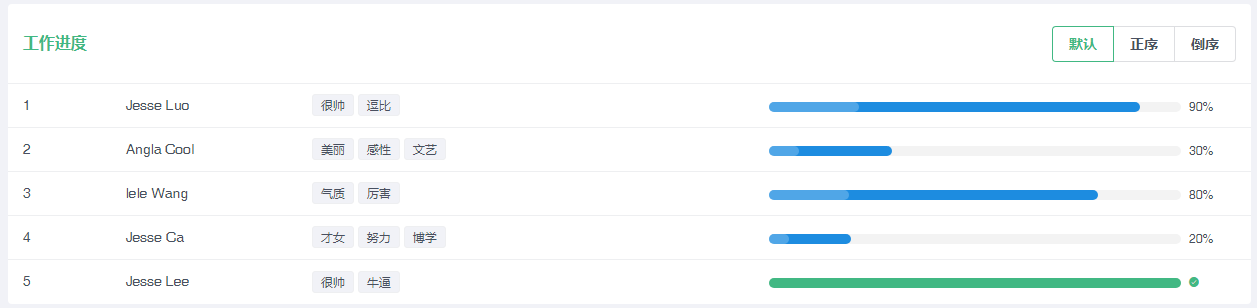 工作进度
默认 正序 倒序
1 Jesse Luo 很帅 逗比 90%
2 Angla Cool 美丽 感性 文艺 30%
3 lele Wang 气质 厉害 80%
4 Jesse Ca 才女 努力 博学 20%
5 Jesse Lee 很帅 牛逼